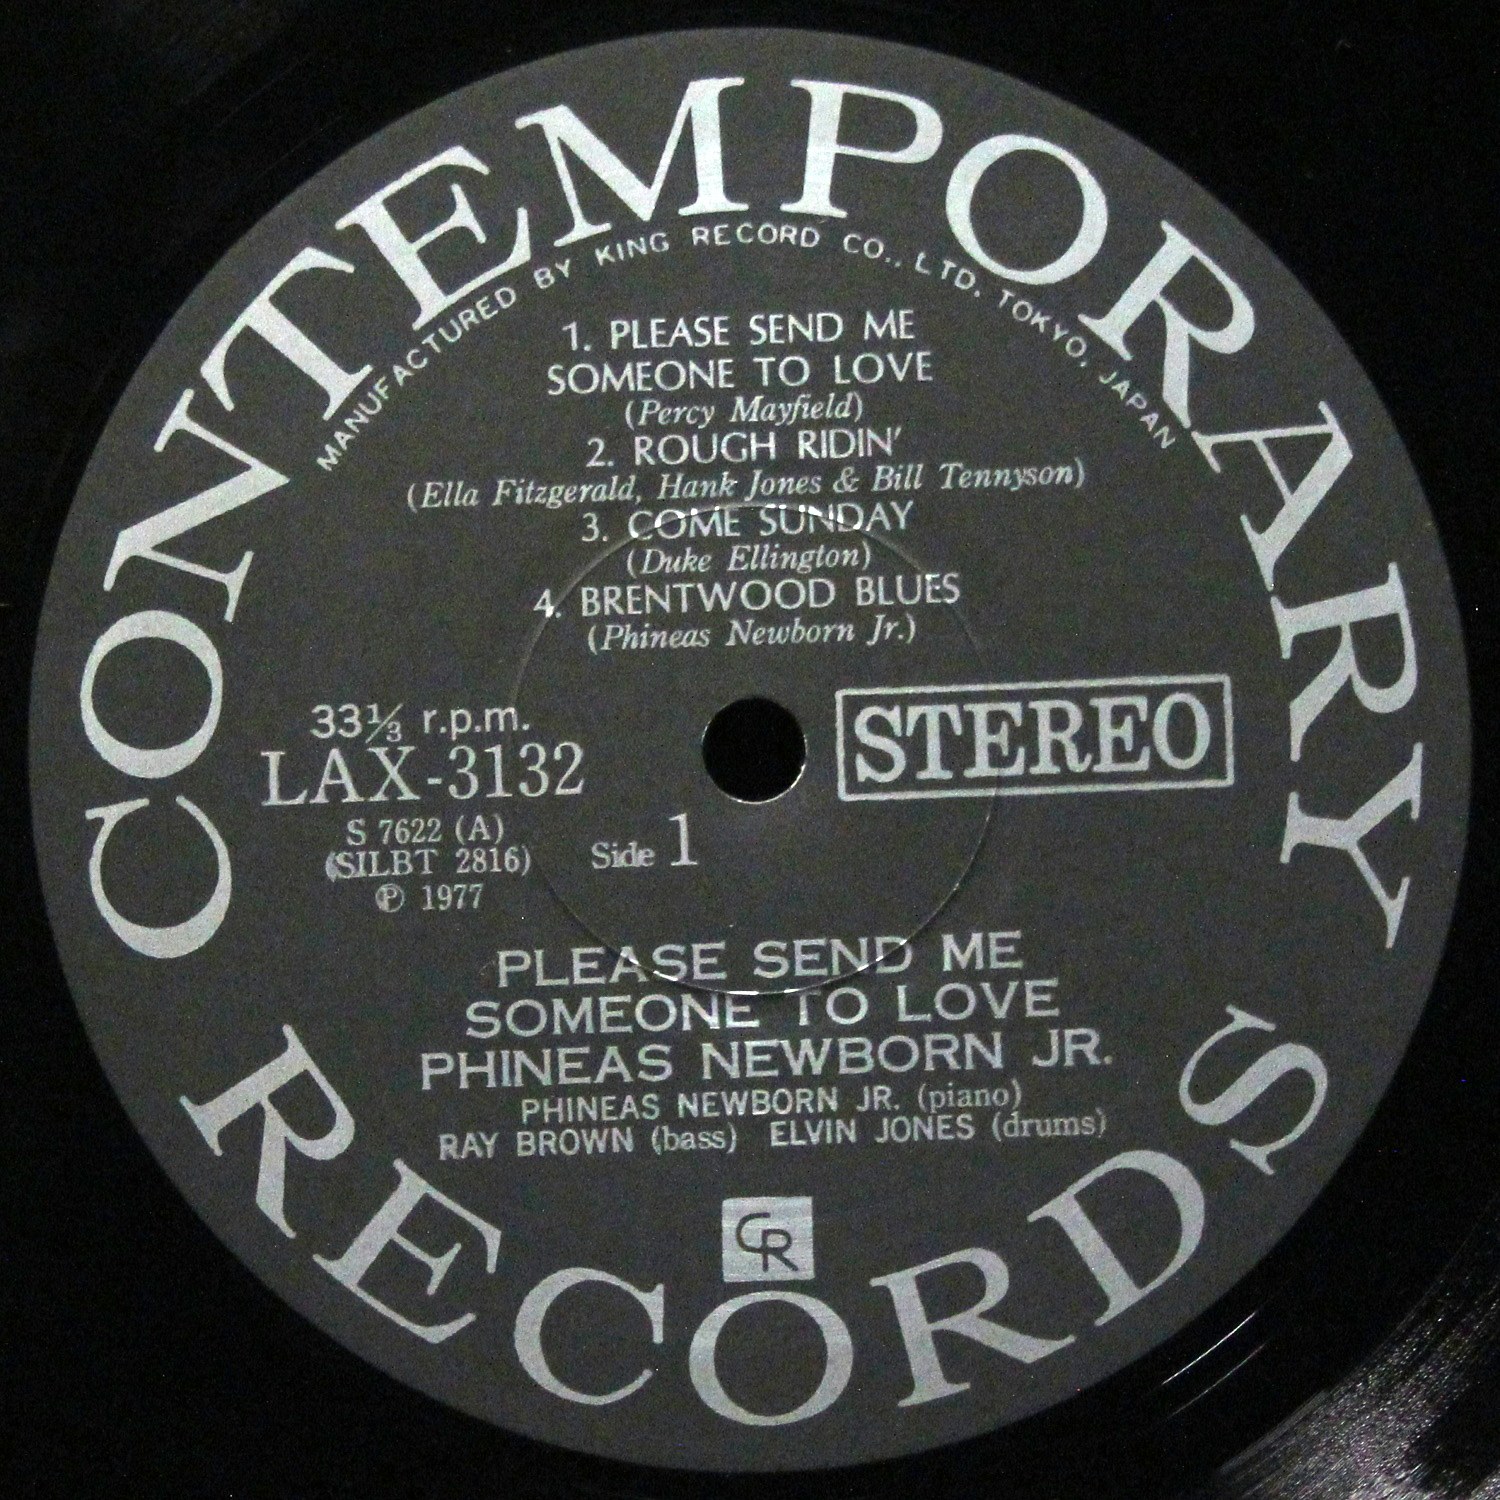 CONTEMPORARY
MANUFACTURED BY KING RECORD CO., LTD. TOKYO. JAPAN
1. PLEASE SEND ME
SOMEONE TO LOVE
(Percy Mayfield)
2. ROUGH RIDIN'
(Ella Fitzgerald, Hank Jones & Bill Tennyson)
3. COME SUNDAY
(Duke Ellington)
4. BRENTWOOD BLUES
(Phineas Newborn Jr.)
33⅓ r.p.m.
LAX-3132
S 7622 (A)
(SILBT 2816)
℗ 1977
Side 1
STEREO
PLEASE SEND ME
SOMEONE TO LOVE
PHINEAS NEWBORN JR.
PHINEAS NEWBORN JR. (piano)
RAY BROWN (bass) ELVIN JONES (drums)
CR
RECORDS